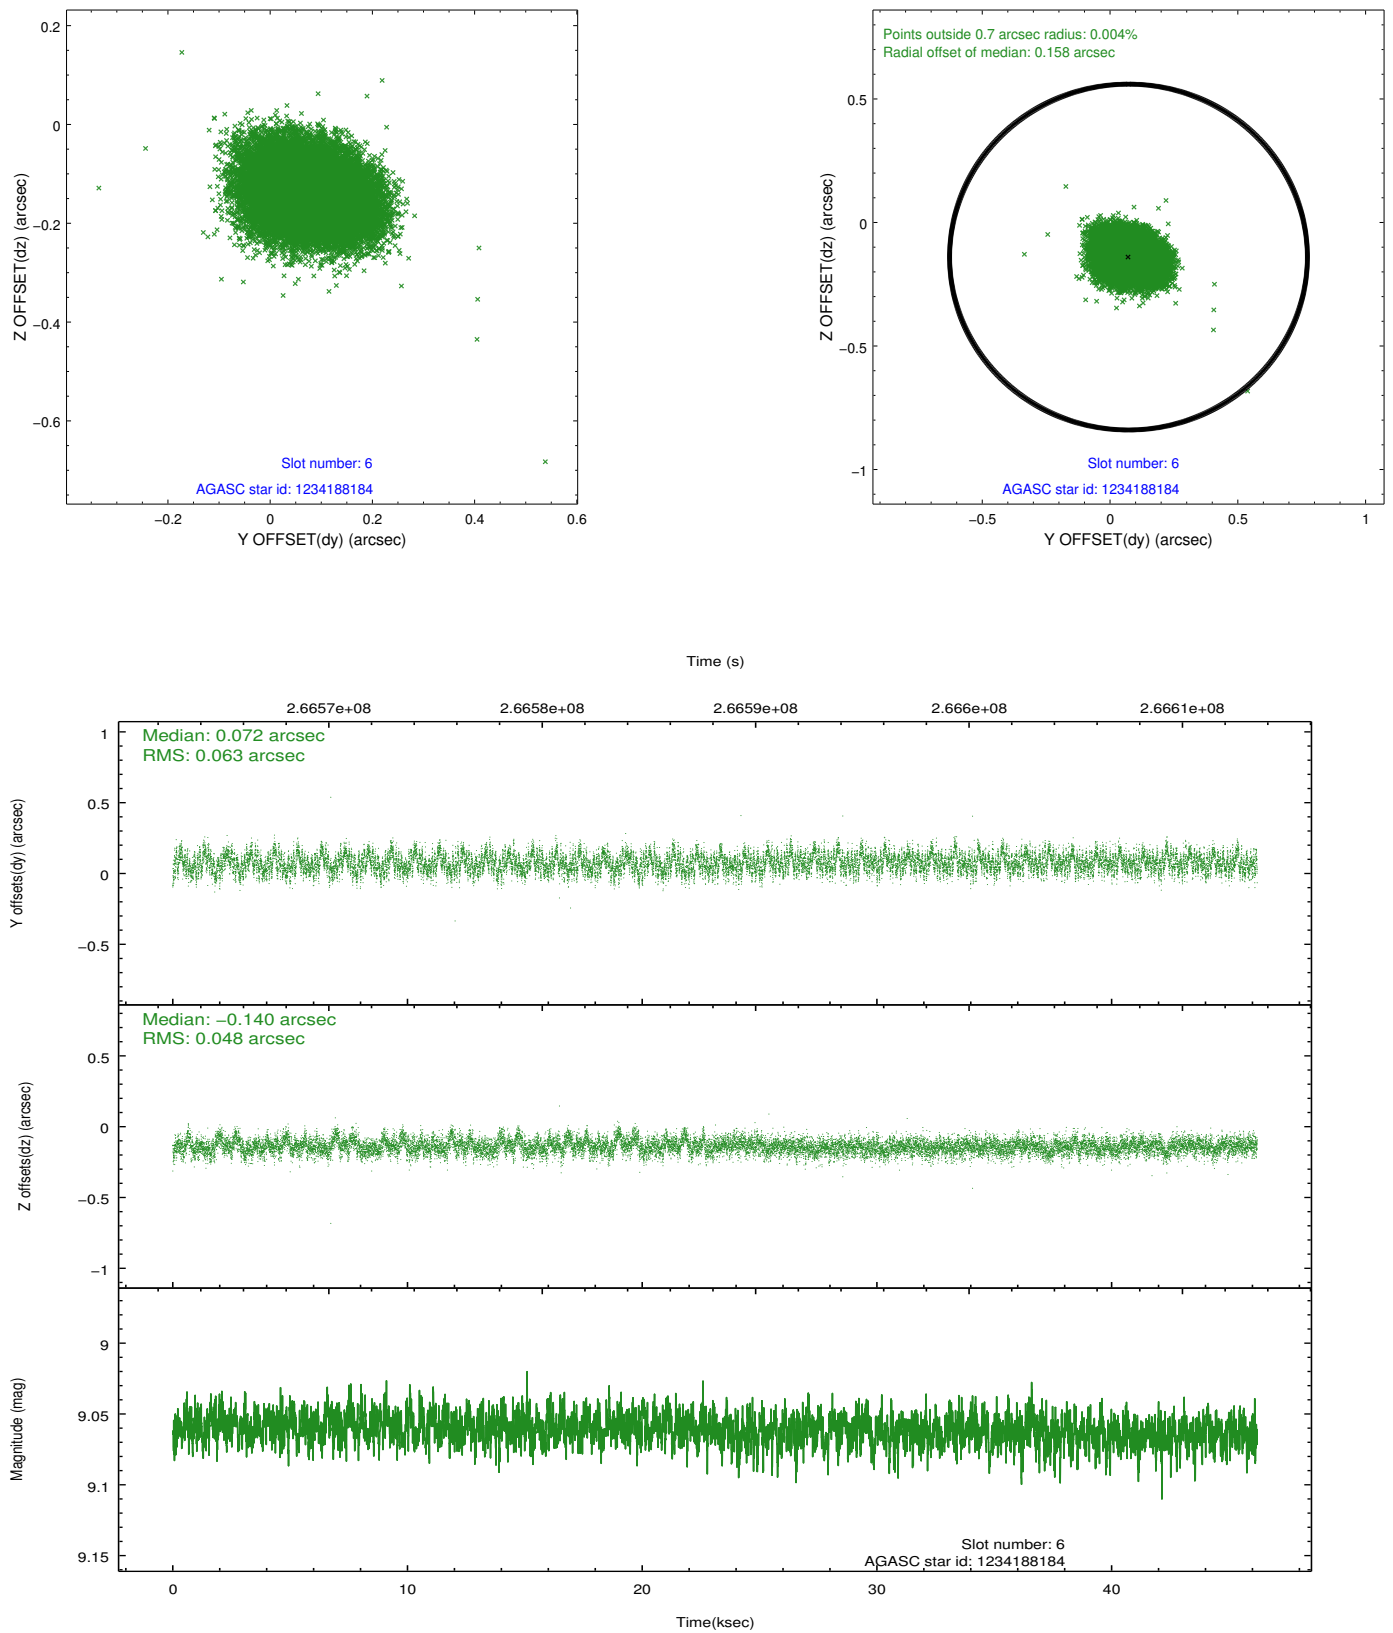 0.2
0
−0.2
−0.4
−0.6
−0.2
0
0.2
0.4
0.6
Z OFFSET(dz) (arcsec)
Y OFFSET(dy) (arcsec)
Slot number: 6
AGASC star id: 1234188184
Points outside 0.7 arcsec radius: 0.004%
Radial offset of median: 0.158 arcsec
0.5
0
−0.5
−1
−0.5
0
0.5
1
Z OFFSET(dz) (arcsec)
Y OFFSET(dy) (arcsec)
Slot number: 6
AGASC star id: 1234188184
Time (s)
2.6657e+08
2.6658e+08
2.6659e+08
2.666e+08
2.6661e+08
Median: 0.072 arcsec
RMS: 0.063 arcsec
1
0.5
0
−0.5
Y offsets(dy) (arcsec)
Median: −0.140 arcsec
RMS: 0.048 arcsec
0.5
0
−0.5
−1
Z offsets(dz) (arcsec)
9
9.05
9.1
9.15
Magnitude (mag)
Slot number: 6
AGASC star id: 1234188184
0
10
20
30
40
Time(ksec)